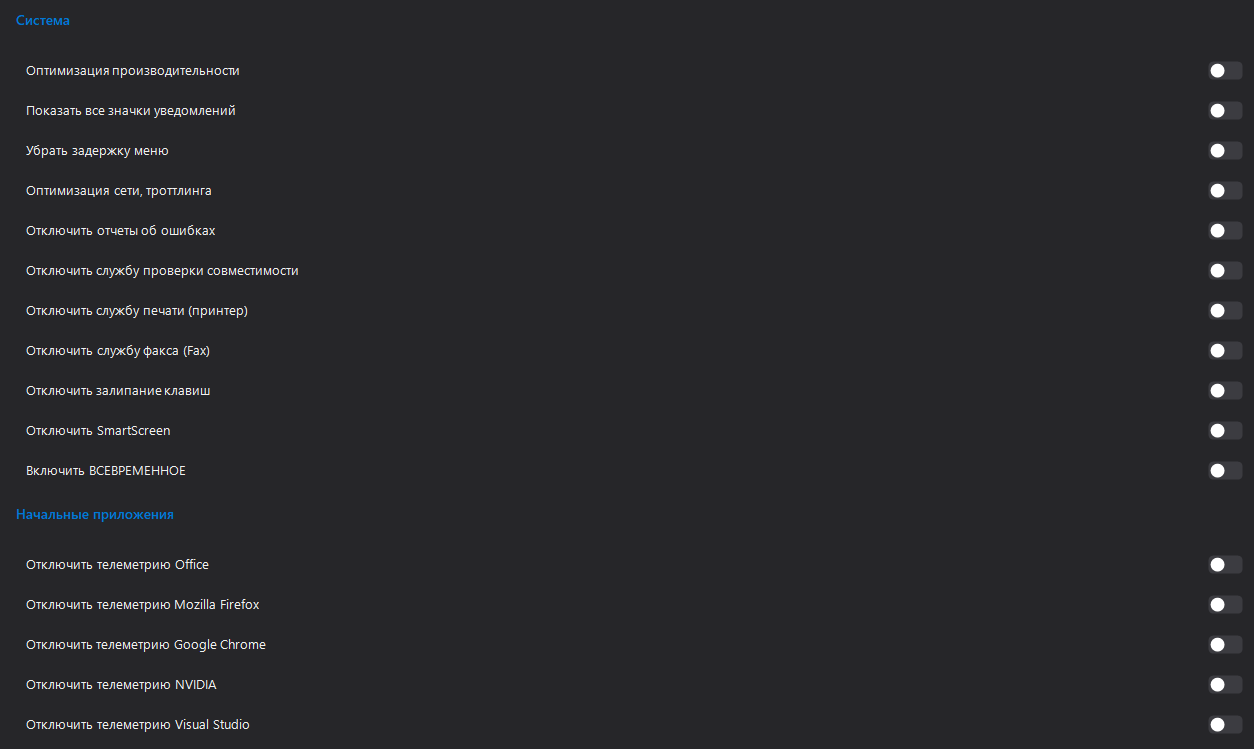 Система
Оптимизация производительности
Показать все значки уведомлений
Убрать задержку меню
Оптимизация сети, троттлинга
Отключить отчеты об ошибках
Отключить службу проверки совместимости
Отключить службу печати (принтер)
Отключить службу факса (Fax)
Отключить залипание клавиш
Отключить SmartScreen
Включить ВСЕВРЕМЕННОЕ
Начальные приложения
Отключить телеметрию Office
Отключить телеметрию Mozilla Firefox
Отключить телеметрию Google Chrome
Отключить телеметрию NVIDIA
Отключить телеметрию Visual Studio